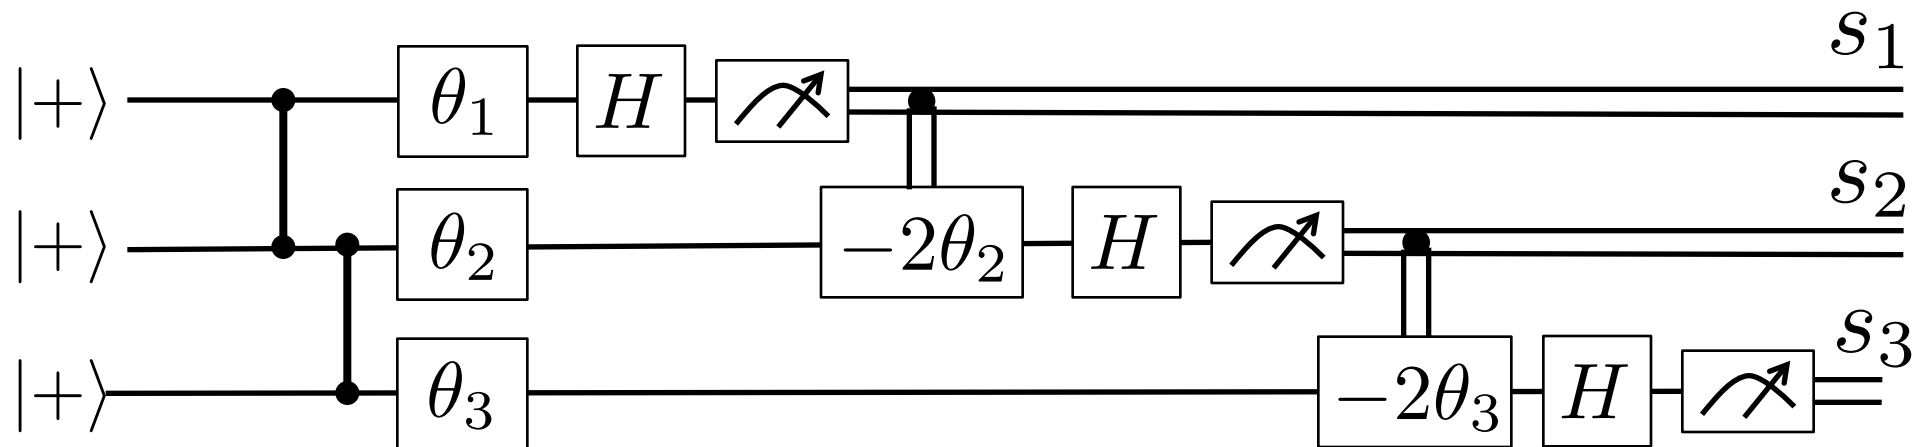 |+⟩ θ₁ H s₁
|+⟩ θ₂ −2θ₂ H s₂
|+⟩ θ₃ −2θ₃ H s₃